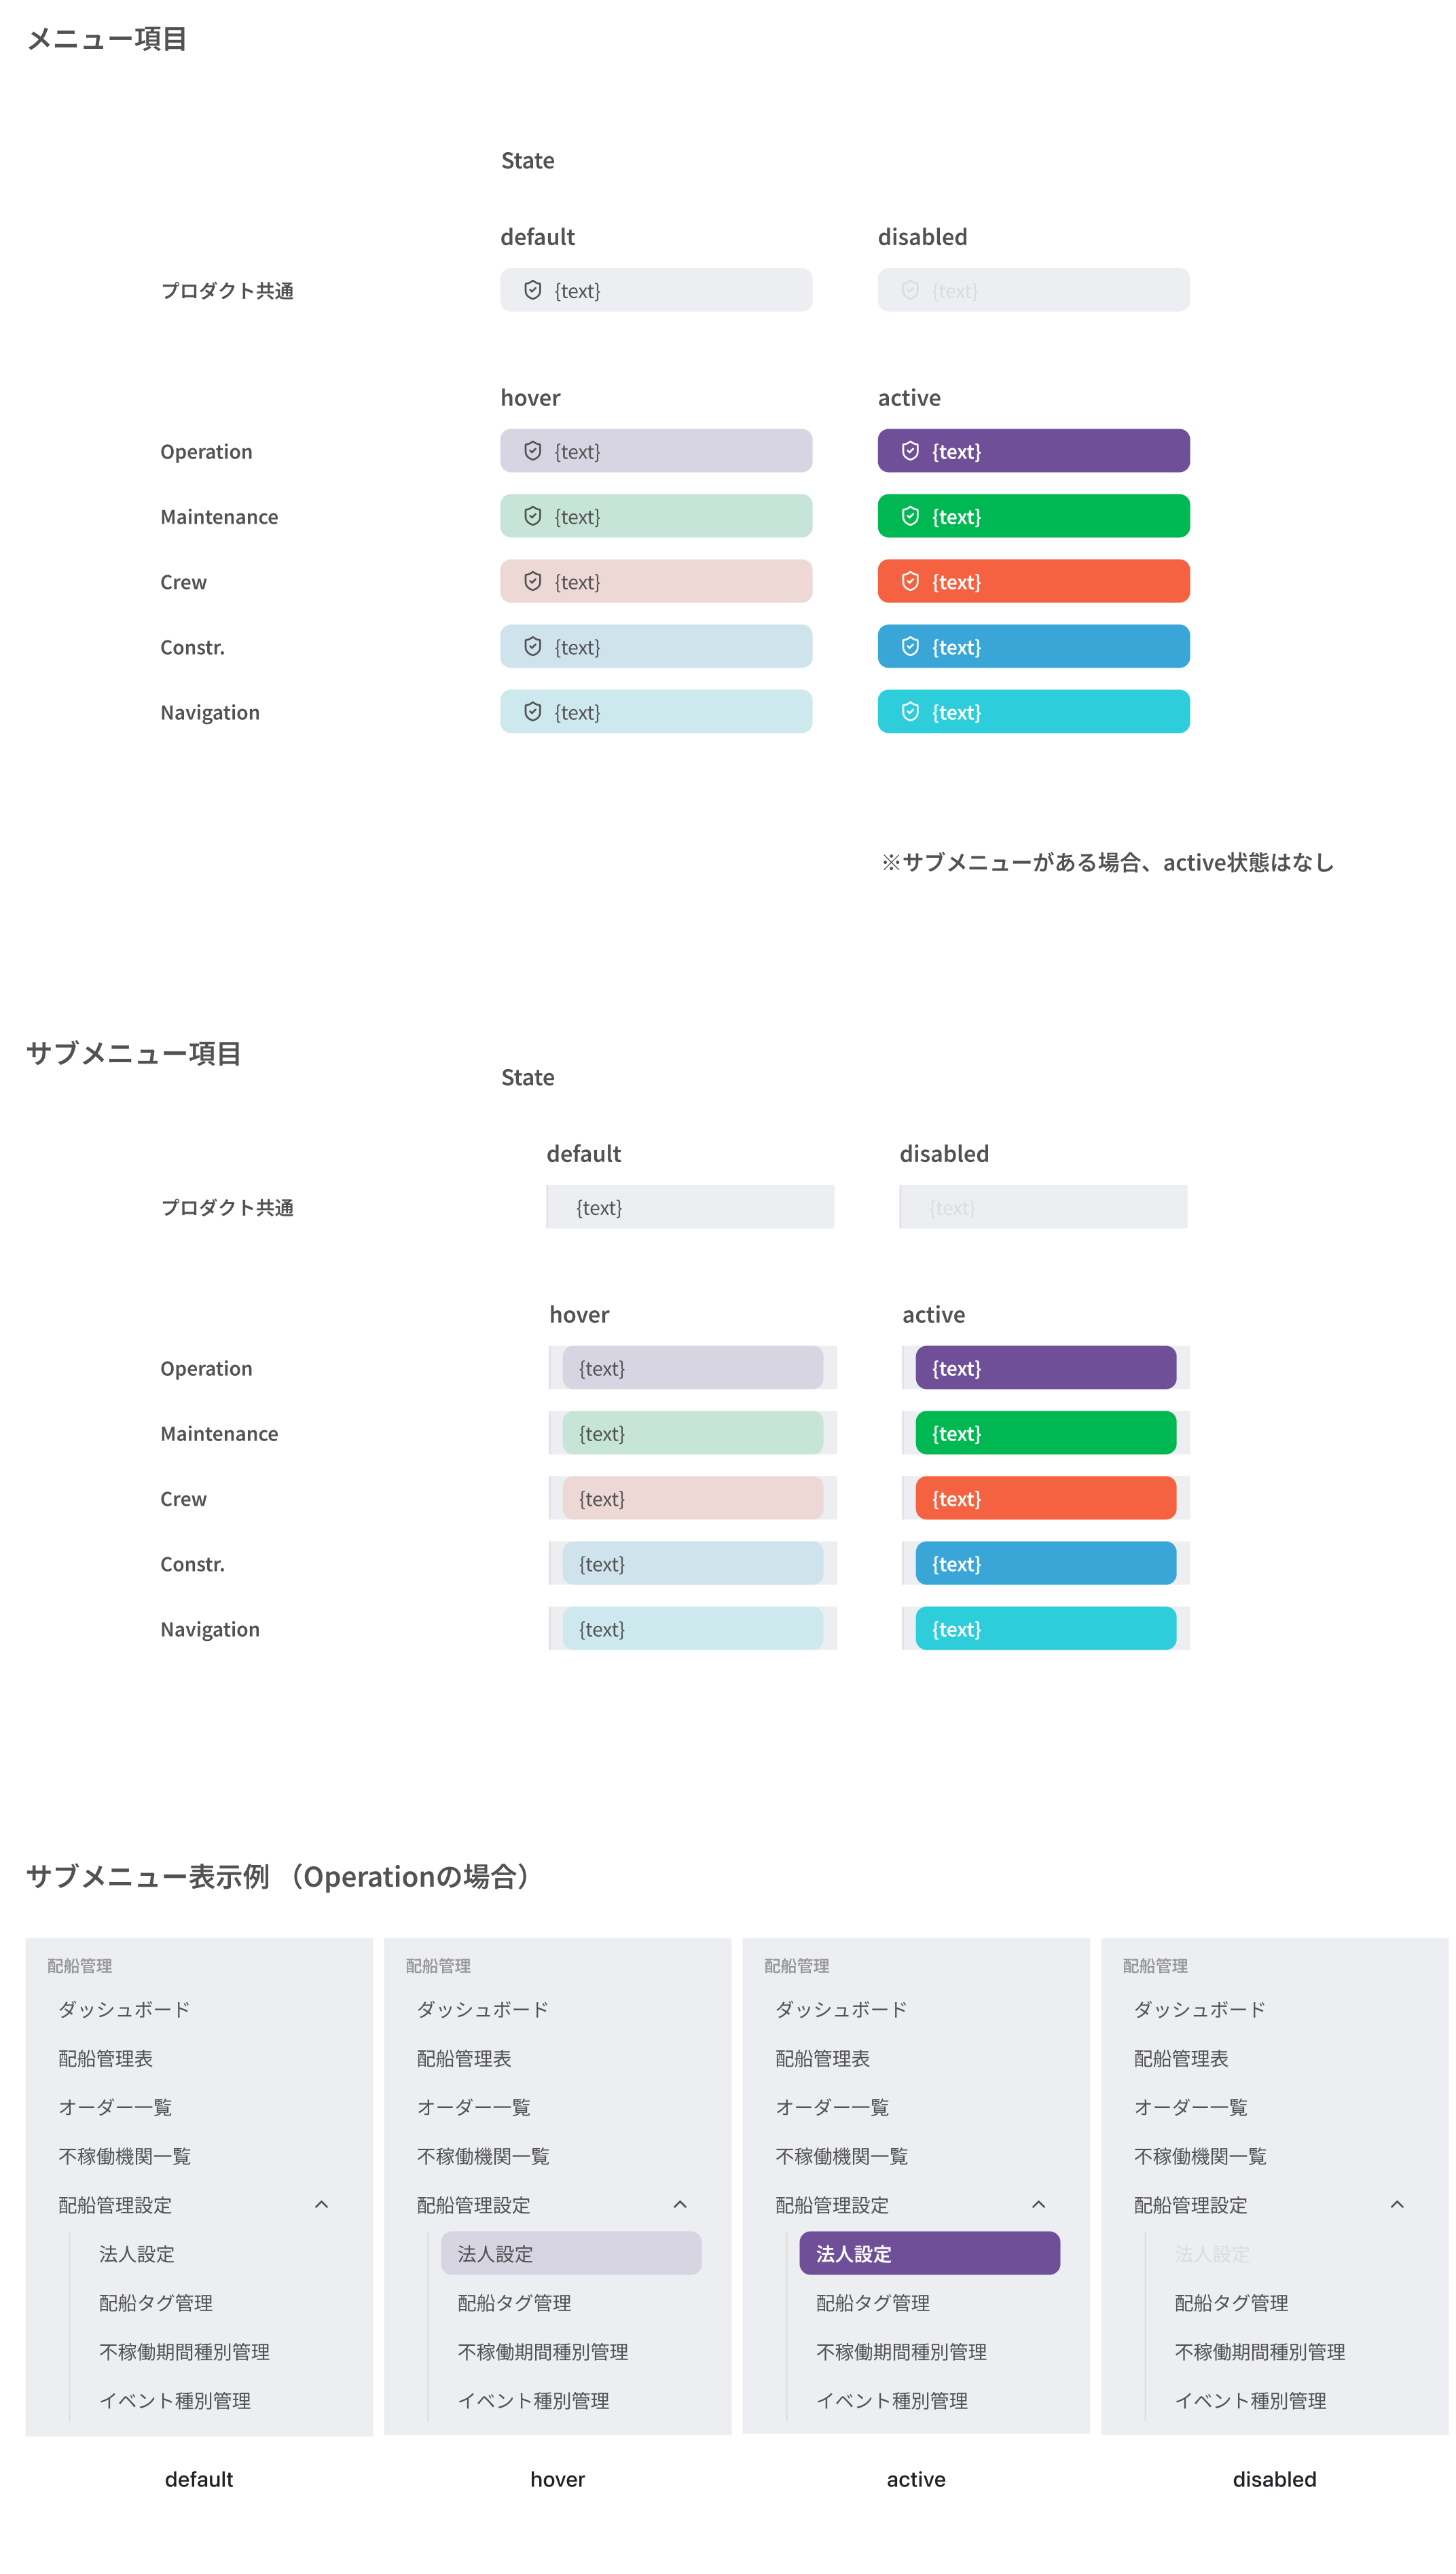 メニュー項目
State
default
disabled
プロダクト共通
{text}
{text}
hover
active
Operation
{text}
{text}
Maintenance
{text}
{text}
Crew
{text}
{text}
Constr.
{text}
{text}
Navigation
{text}
{text}
※サブメニューがある場合、active状態はなし
サブメニュー項目
State
default
disabled
プロダクト共通
{text}
{text}
hover
active
Operation
{text}
{text}
Maintenance
{text}
{text}
Crew
{text}
{text}
Constr.
{text}
{text}
Navigation
{text}
{text}
サブメニュー表示例 （Operationの場合）
配船管理
ダッシュボード
配船管理表
オーダー一覧
不稼働機関一覧
配船管理設定
法人設定
配船タグ管理
不稼働期間種別管理
イベント種別管理
default
配船管理
ダッシュボード
配船管理表
オーダー一覧
不稼働機関一覧
配船管理設定
法人設定
配船タグ管理
不稼働期間種別管理
イベント種別管理
hover
配船管理
ダッシュボード
配船管理表
オーダー一覧
不稼働機関一覧
配船管理設定
法人設定
配船タグ管理
不稼働期間種別管理
イベント種別管理
active
配船管理
ダッシュボード
配船管理表
オーダー一覧
不稼働機関一覧
配船管理設定
法人設定
配船タグ管理
不稼働期間種別管理
イベント種別管理
disabled